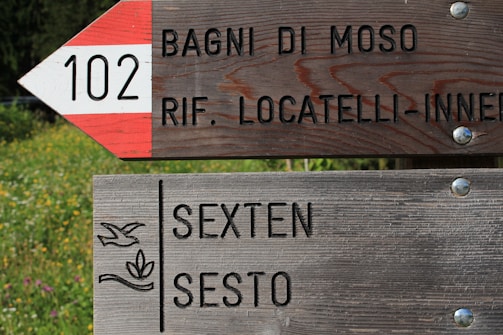 102
BAGNI DI MOSO
RIF. LOCATELLI-INNE
SEXTEN
SESTO